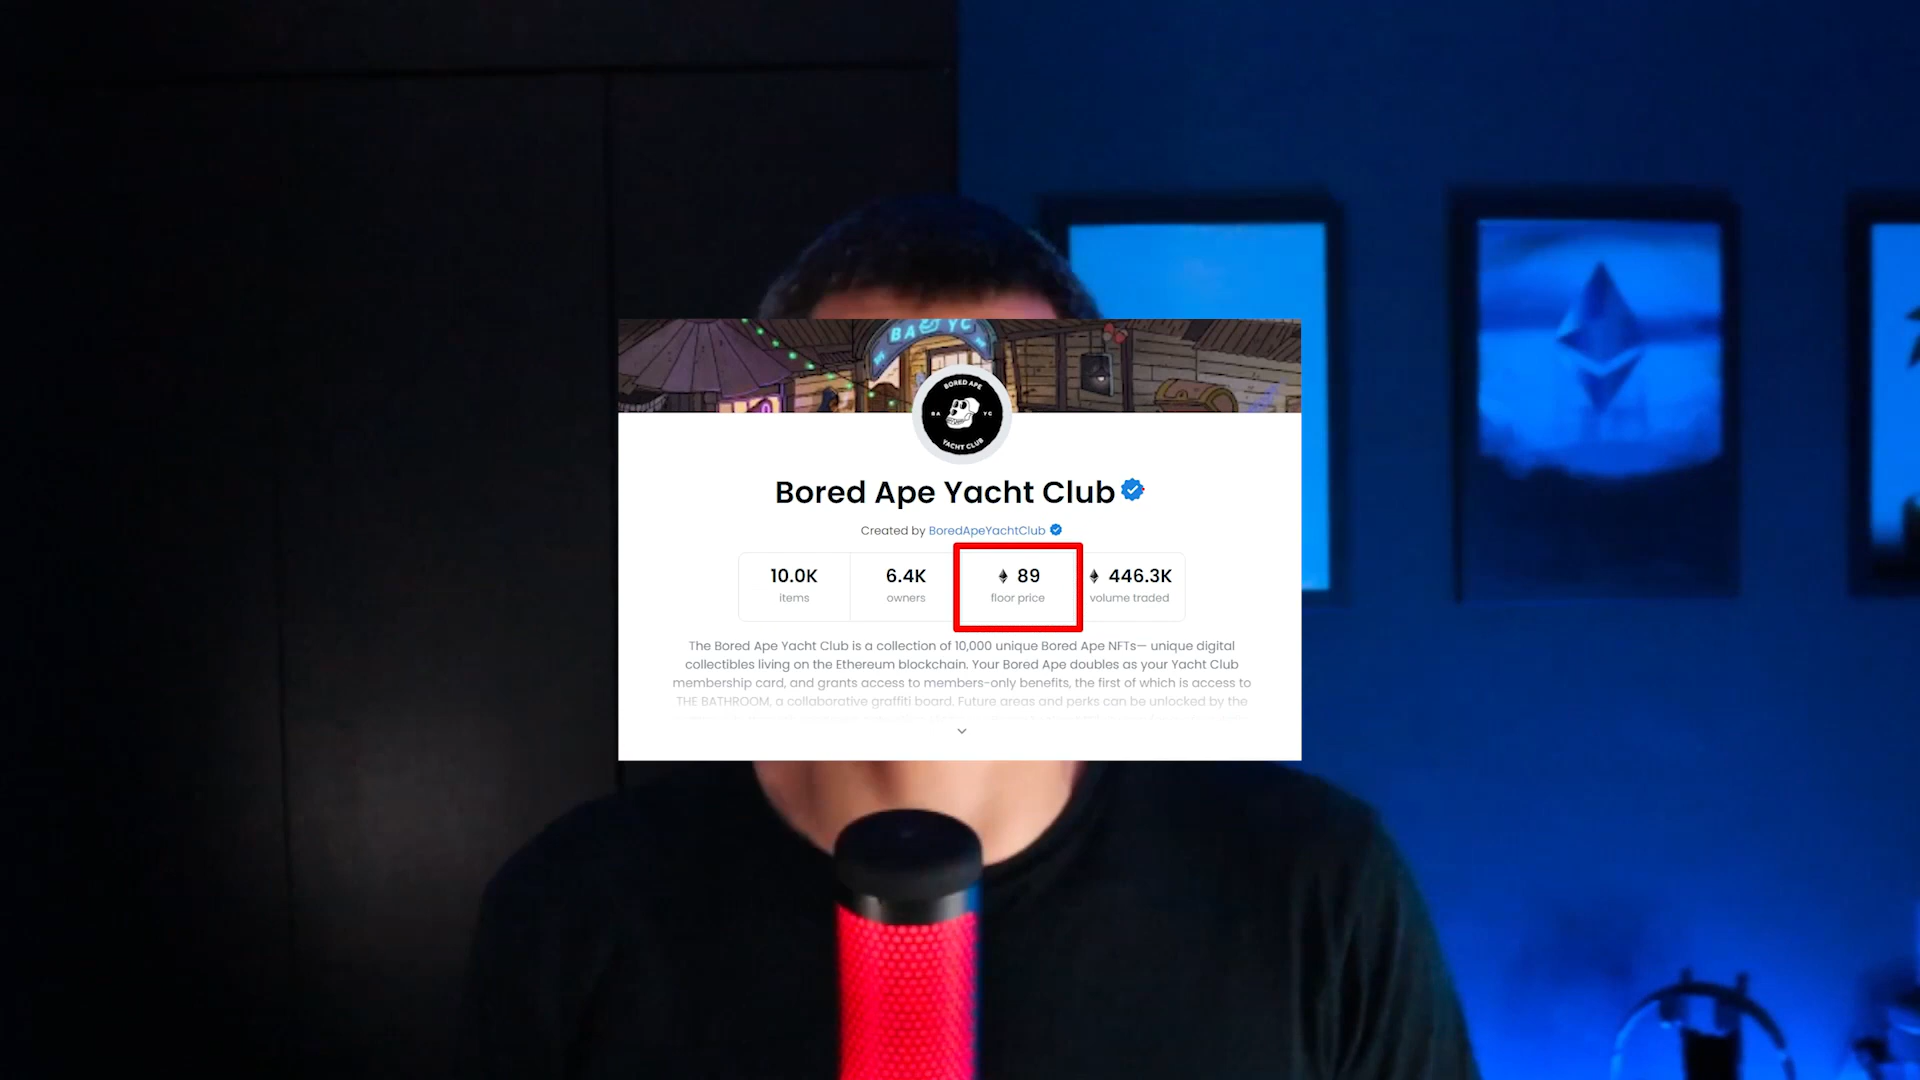 BA YC
BORED APE
BA YC
YACHT CLUB
Bored Ape Yacht Club
Created by BoredApeYachtClub
10.0K 6.4K 89 446.3K
items owners floor price volume traded
The Bored Ape Yacht Club is a collection of 10,000 unique Bored Ape NFTs— unique digital
collectibles living on the Ethereum blockchain. Your Bored Ape doubles as your Yacht Club
membership card, and grants access to members-only benefits, the first of which is access to
THE BATHROOM, a collaborative graffiti board. Future areas and perks can be unlocked by the